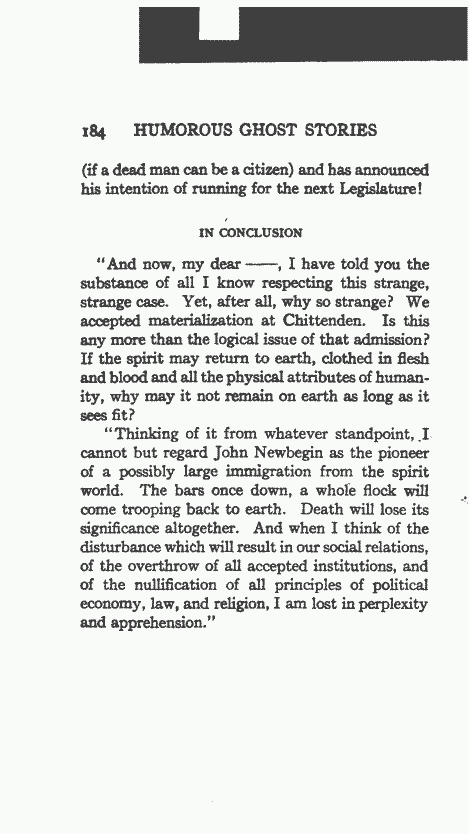 184 HUMOROUS GHOST STORIES
(if a dead man can be a citizen) and has announced
his intention of running for the next Legislature!
IN CONCLUSION
"And now, my dear ——, I have told you the
substance of all I know respecting this strange,
strange case. Yet, after all, why so strange? We
accepted materialization at Chittenden. Is this
any more than the logical issue of that admission?
If the spirit may return to earth, clothed in flesh
and blood and all the physical attributes of human-
ity, why may it not remain on earth as long as it
sees fit?
"Thinking of it from whatever standpoint, I
cannot but regard John Newbegin as the pioneer
of a possibly large immigration from the spirit
world. The bars once down, a whole flock will
come trooping back to earth. Death will lose its
significance altogether. And when I think of the
disturbance which will result in our social relations,
of the overthrow of all accepted institutions, and
of the nullification of all principles of political
economy, law, and religion, I am lost in perplexity
and apprehension."